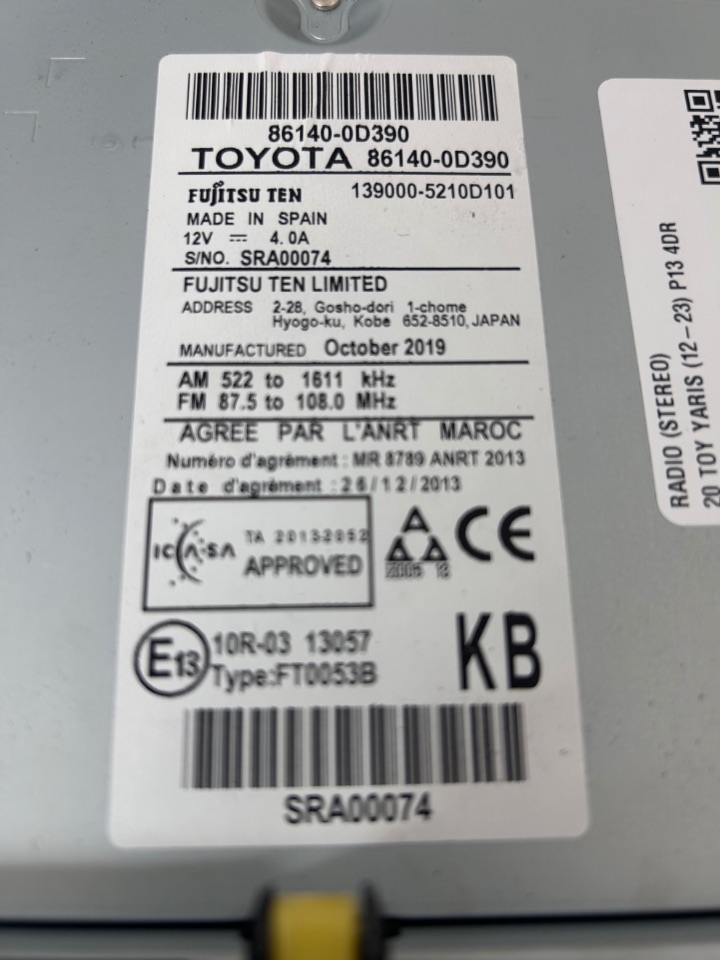 86140-0D390
TOYOTA 86140-0D390
FUJITSU TEN 139000-5210D101
MADE IN SPAIN
12V ⎓ 4.0A
S/NO. SRA00074
FUJITSU TEN LIMITED
ADDRESS 2-28, Gosho-dori 1-chome
Hyogo-ku, Kobe 652-8510, JAPAN
MANUFACTURED October 2019
AM 522 to 1611 kHz
FM 87.5 to 108.0 MHz
AGREE PAR L'ANRT MAROC
Numéro d'agrément : MR 8789 ANRT 2013
Date d'agrément : 26/12/2013
ICASA TA
APPROVED
CE
E13 10R-03 13057
Type:FT0053B
KB
SRA00074
RADIO (STEREO)
20 TOY YARIS (12-23) P13 4DR